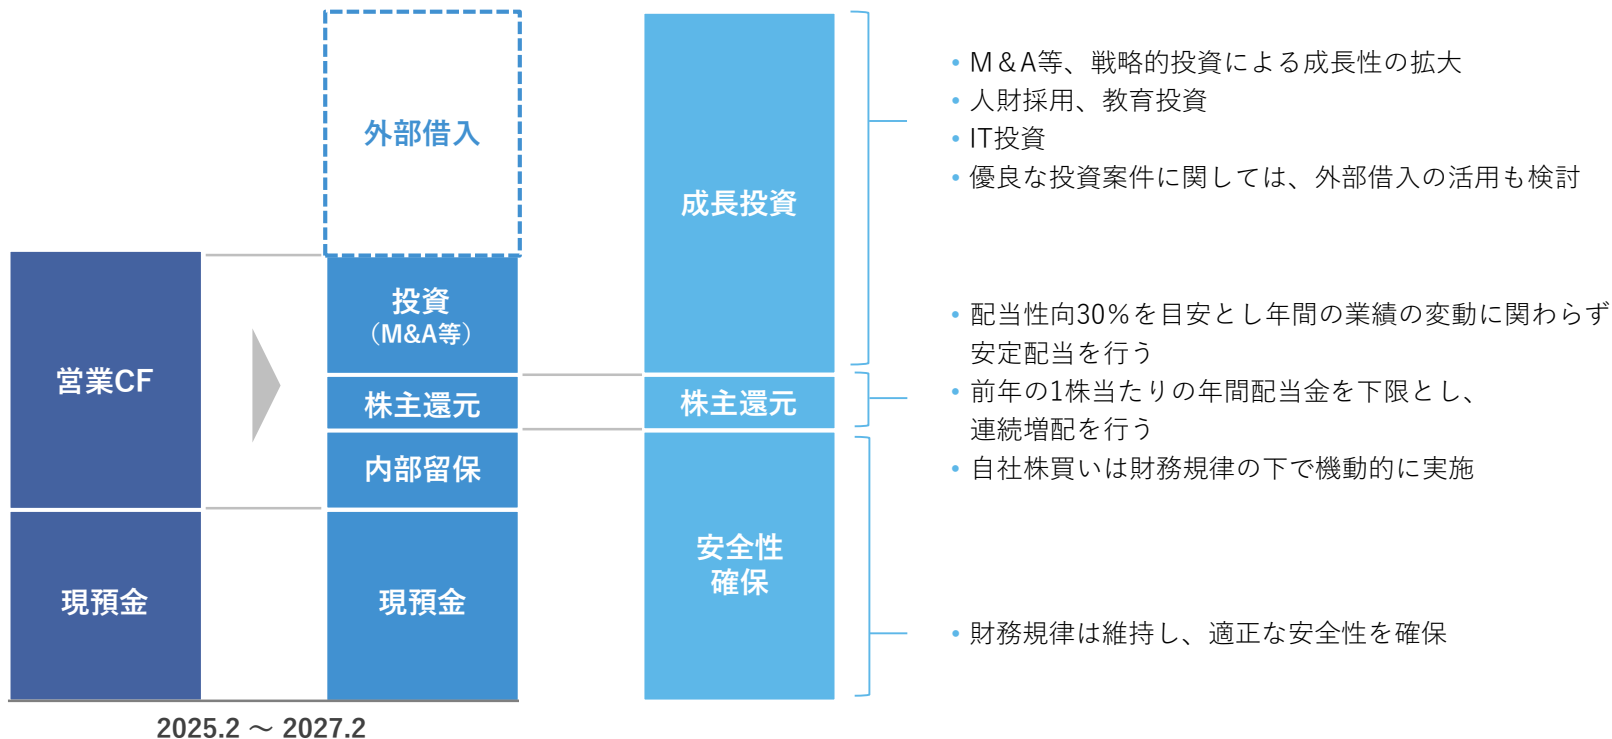 営業CF
現預金
外部借入
投資
（M&A等）
株主還元
内部留保
現預金
2025.2 ～ 2027.2
成長投資
株主還元
安全性
確保
• M＆A等、戦略的投資による成長性の拡大
• 人財採用、教育投資
• IT投資
• 優良な投資案件に関しては、外部借入の活用も検討
• 配当性向30％を目安とし年間の業績の変動に関わらず
安定配当を行う
• 前年の1株当たりの年間配当金を下限とし、
連続増配を行う
• 自社株買いは財務規律の下で機動的に実施
• 財務規律は維持し、適正な安全性を確保